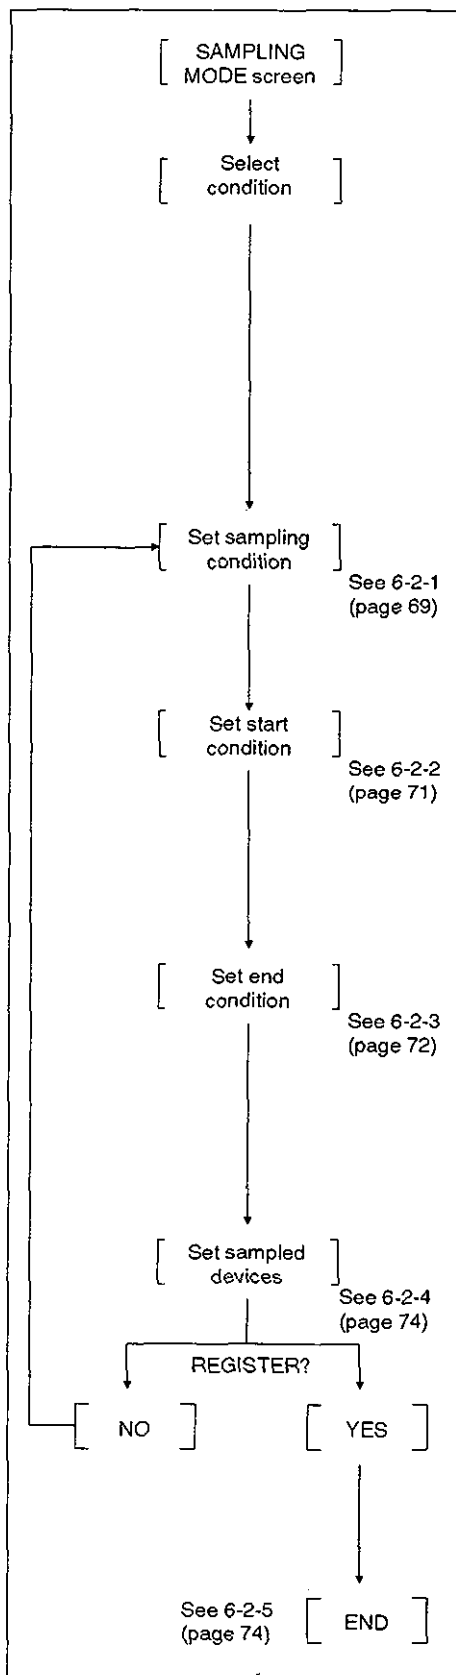 SAMPLING
MODE screen
Select
condition
Set sampling
condition
See 6-2-1
(page 69)
Set start
condition
See 6-2-2
(page 71)
Set end
condition
See 6-2-3
(page 72)
Set sampled
devices
See 6-2-4
(page 74)
REGISTER?
NO
YES
See 6-2-5
(page 74)
END